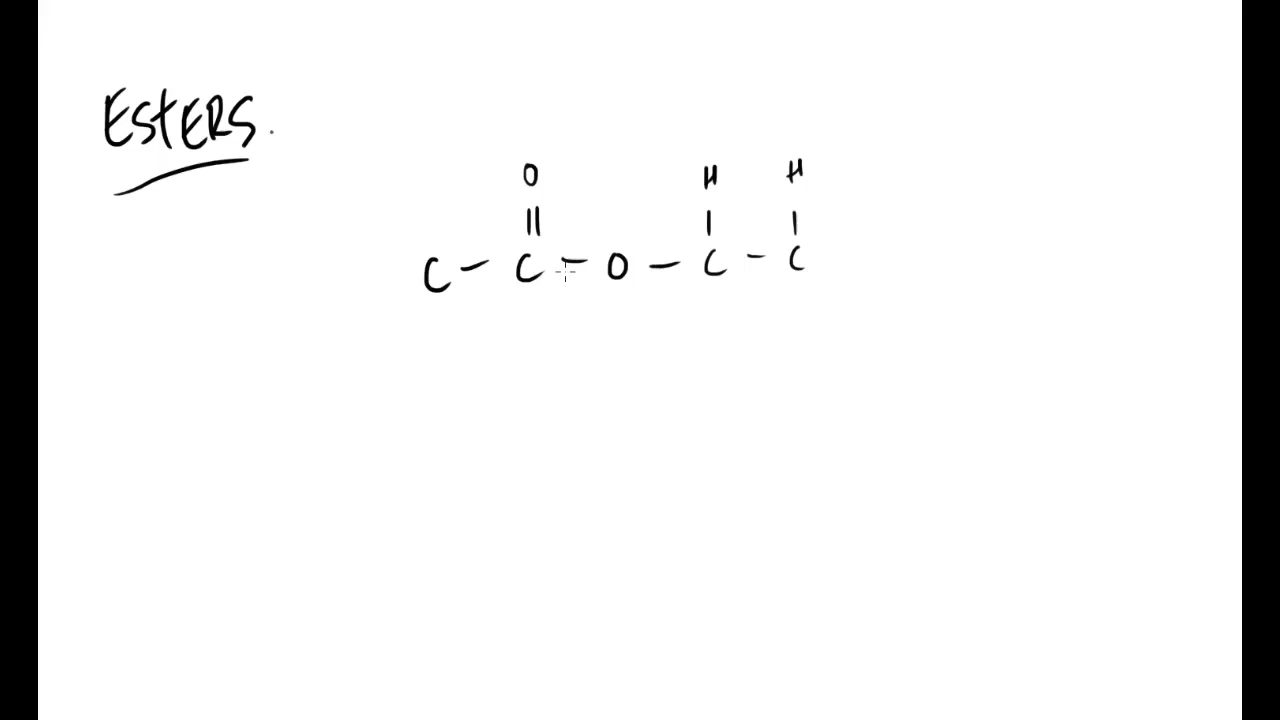 ESTERS.
O H H
|| | |
C - C - O - C - C